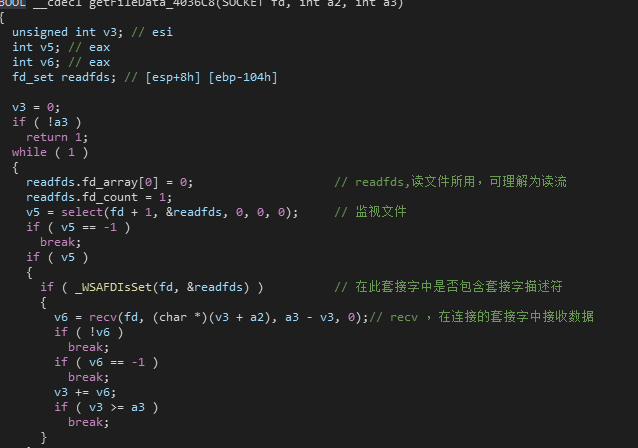 BOOL __cdecl getFileData_4036C8(SOCKET fd, int a2, int a3)
{
unsigned int v3; // esi
int v5; // eax
int v6; // eax
fd_set readfds; // [esp+8h] [ebp-104h]
v3 = 0;
if ( !a3 )
return 1;
while ( 1 )
{
readfds.fd_array[0] = 0; // readfds,读文件所用，可理解为读流
readfds.fd_count = 1;
v5 = select(fd + 1, &readfds, 0, 0, 0); // 监视文件
if ( v5 == -1 )
break;
if ( v5 )
{
if ( _WSAFDIsSet(fd, &readfds) ) // 在此套接字中是否包含套接字描述符
{
v6 = recv(fd, (char *)(v3 + a2), a3 - v3, 0);// recv ，在连接的套接字中接收数据
if ( !v6 )
break;
if ( v6 == -1 )
break;
v3 += v6;
if ( v3 >= a3 )
break;
}